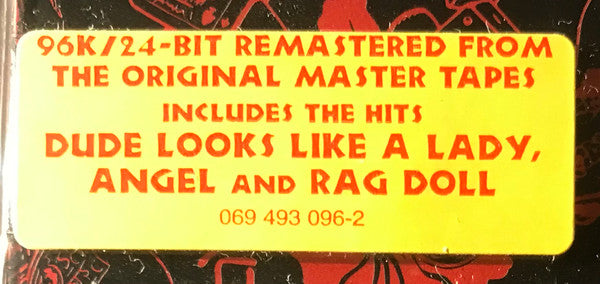 96K/24-BIT REMASTERED FROM
THE ORIGINAL MASTER TAPES
INCLUDES THE HITS
DUDE LOOKS LIKE A LADY,
ANGEL AND RAG DOLL
069 493 096-2